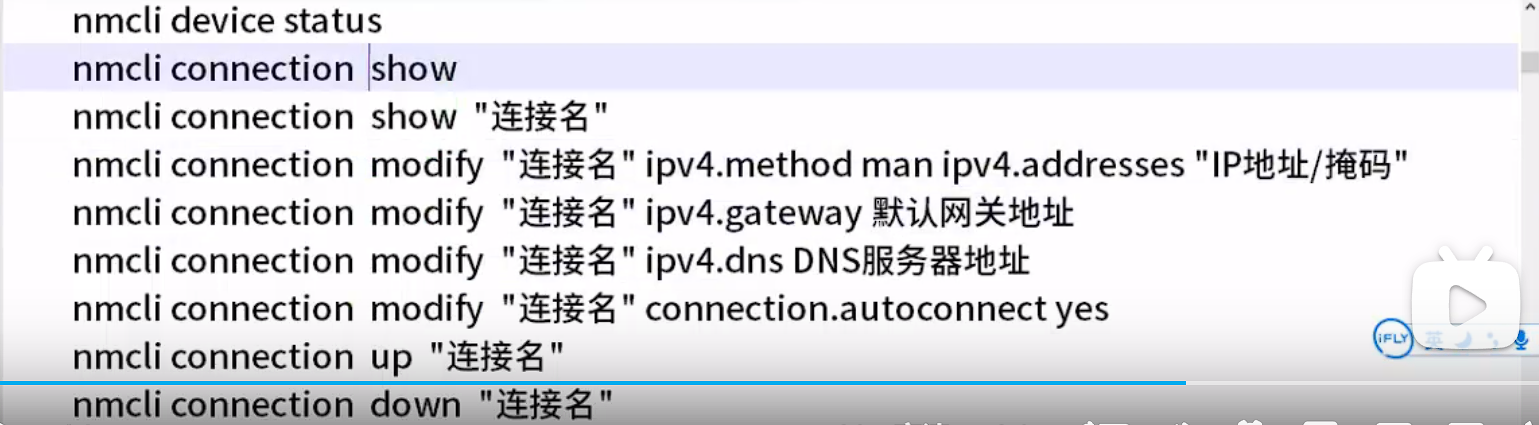 nmcli device status
nmcli connection show
nmcli connection show "连接名"
nmcli connection modify "连接名" ipv4.method man ipv4.addresses "IP地址/掩码"
nmcli connection modify "连接名" ipv4.gateway 默认网关地址
nmcli connection modify "连接名" ipv4.dns DNS服务器地址
nmcli connection modify "连接名" connection.autoconnect yes
iFLY 英
nmcli connection up "连接名"
nmcli connection down "连接名"